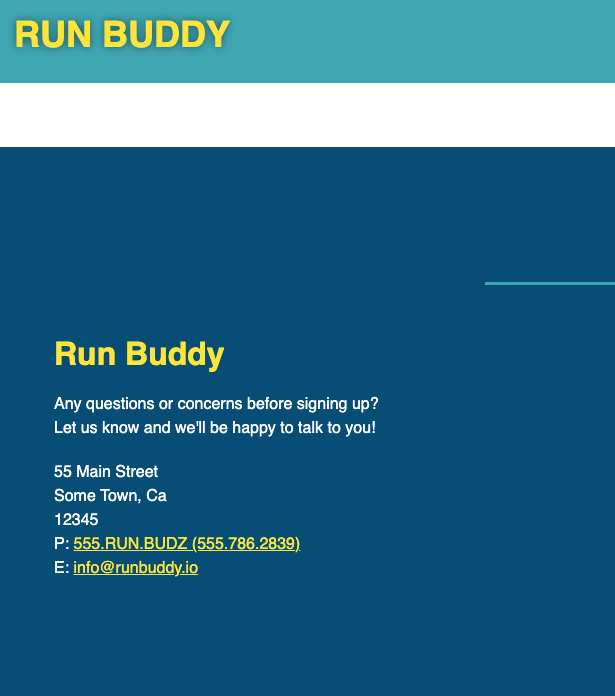 RUN BUDDY
Run Buddy
Any questions or concerns before signing up?
Let us know and we'll be happy to talk to you!
55 Main Street
Some Town, Ca
12345
P: 555.RUN.BUDZ (555.786.2839)
E: info@runbuddy.io